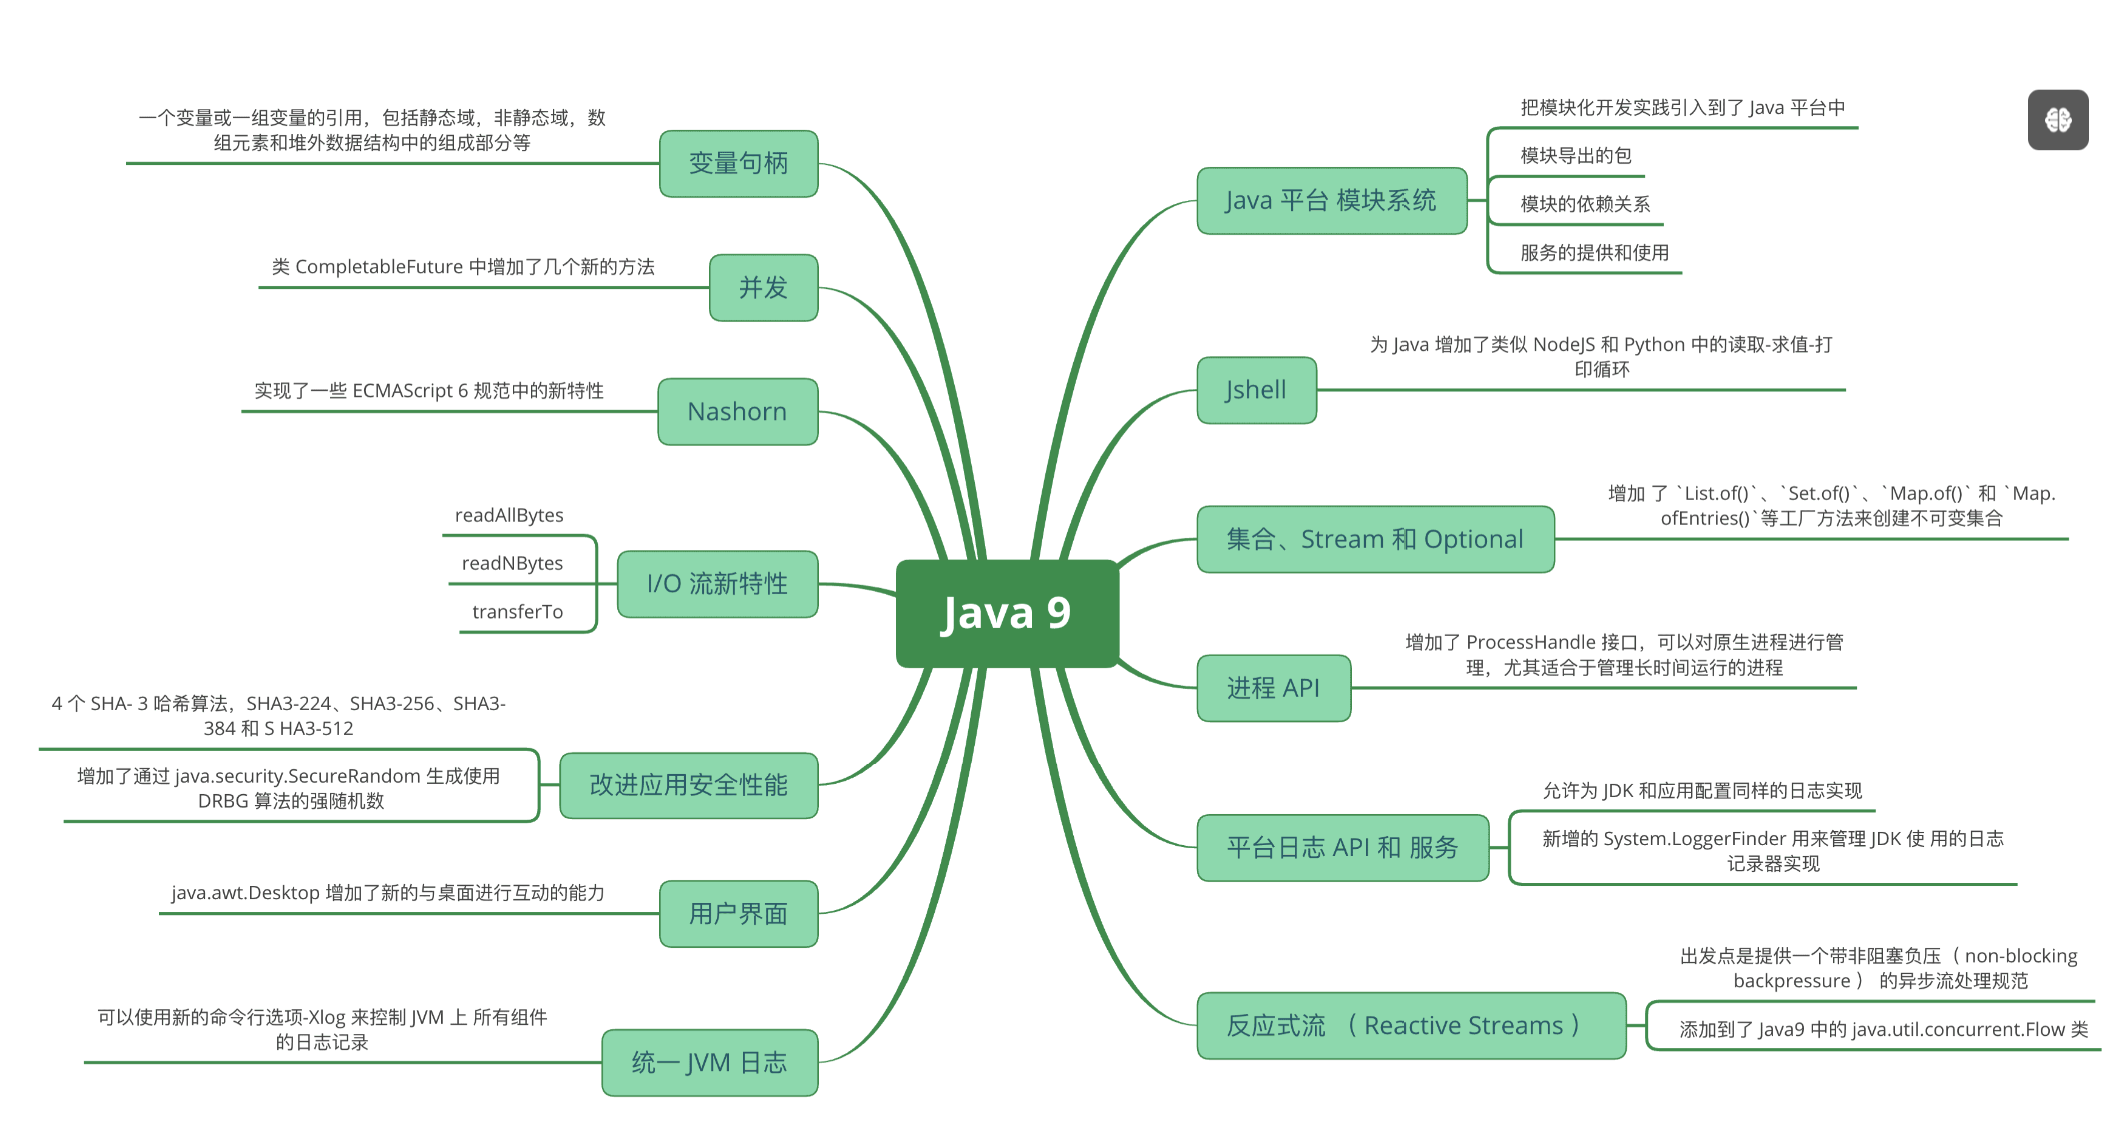 Java 9
Java 平台 模块系统
把模块化开发实践引入到了 Java 平台中
模块导出的包
模块的依赖关系
服务的提供和使用
Jshell
为 Java 增加了类似 NodeJS 和 Python 中的读取-求值-打
印循环
集合、Stream 和 Optional
增加 了 `List.of()`、`Set.of()`、`Map.of()` 和 `Map.
ofEntries()`等工厂方法来创建不可变集合
进程 API
增加了 ProcessHandle 接口，可以对原生进程进行管
理，尤其适合于管理长时间运行的进程
平台日志 API 和 服务
允许为 JDK 和应用配置同样的日志实现
新增的 System.LoggerFinder 用来管理 JDK 使 用的日志
记录器实现
反应式流 （ Reactive Streams ）
出发点是提供一个带非阻塞负压（ non-blocking
backpressure ） 的异步流处理规范
添加到了 Java9 中的 java.util.concurrent.Flow 类
变量句柄
一个变量或一组变量的引用，包括静态域，非静态域，数
组元素和堆外数据结构中的组成部分等
并发
类 CompletableFuture 中增加了几个新的方法
Nashorn
实现了一些 ECMAScript 6 规范中的新特性
I/O 流新特性
readAllBytes
readNBytes
transferTo
改进应用安全性能
4 个 SHA- 3 哈希算法，SHA3-224、SHA3-256、SHA3-
384 和 S HA3-512
增加了通过 java.security.SecureRandom 生成使用
DRBG 算法的强随机数
用户界面
java.awt.Desktop 增加了新的与桌面进行互动的能力
统一 JVM 日志
可以使用新的命令行选项-Xlog 来控制 JVM 上 所有组件
的日志记录